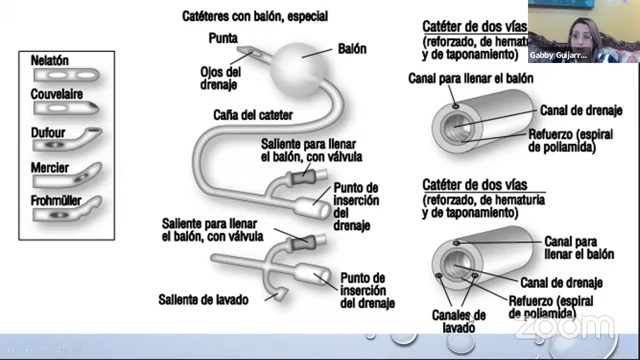 Catéteres con balón, especial
Nelatón
Couvelaire
Dufour
Mercier
Frohmüller
Punta
Balón
Ojos del
drenaje
Caña del cateter
Saliente para llenar
el balón, con válvula
Punto de
inserción
del
drenaje
Saliente para llenar
el balón, con válvula
Punto de
inserción del
drenaje
Saliente de lavado
Catéter de dos vías
(reforzado, de hematuria
y de taponamiento)
Canal para llenar el balón
Canal de drenaje
Refuerzo (espiral
de poliamida)
Catéter de dos vías
(reforzado, de hematuria
y de taponamiento)
Canal para
llenar el balón
Canal de drenaje
Refuerzo (espiral
de poliamida)
Canales de
lavado
Gabby Guijarr...
zoom